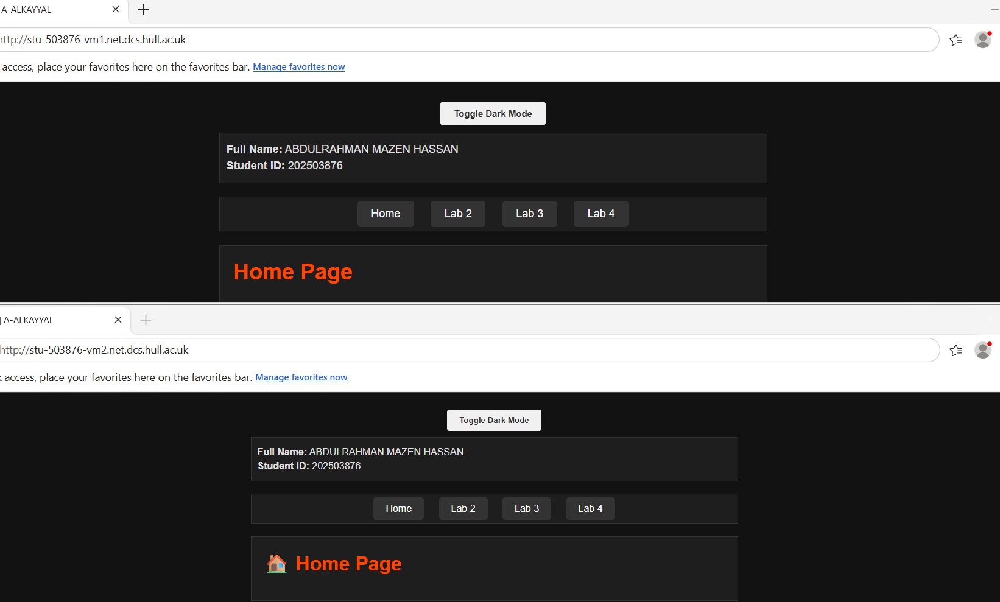 A-ALKAYYAL
http://stu-503876-vm1.net.dcs.hull.ac.uk
access, place your favorites here on the favorites bar. Manage favorites now
Toggle Dark Mode
Full Name: ABDULRAHMAN MAZEN HASSAN
Student ID: 202503876
Home Lab 2 Lab 3 Lab 4
Home Page
| A-ALKAYYAL
http://stu-503876-vm2.net.dcs.hull.ac.uk
access, place your favorites here on the favorites bar. Manage favorites now
Toggle Dark Mode
Full Name: ABDULRAHMAN MAZEN HASSAN
Student ID: 202503876
Home Lab 2 Lab 3 Lab 4
Home Page